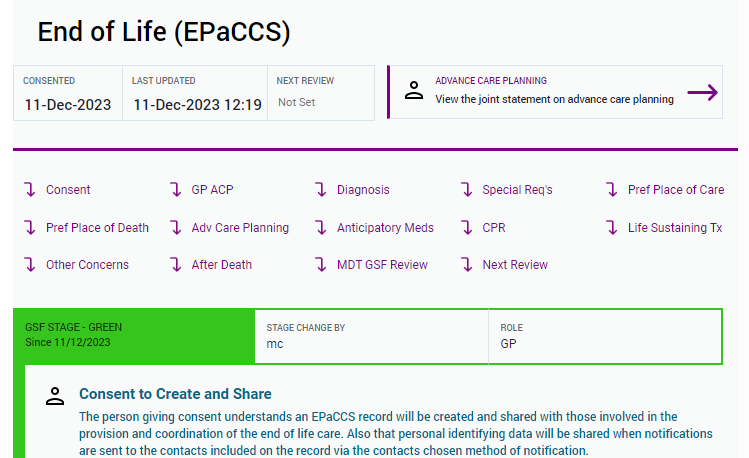 End of Life (EPaCCS)
CONSENTED LAST UPDATED NEXT REVIEW
11-Dec-2023 11-Dec-2023 12:19 Not Set
ADVANCE CARE PLANNING
View the joint statement on advance care planning
Consent GP ACP Diagnosis Special Req's Pref Place of Care
Pref Place of Death Adv Care Planning Anticipatory Meds CPR Life Sustaining Tx
Other Concerns After Death MDT GSF Review Next Review
GSF STAGE - GREEN STAGE CHANGE BY ROLE
Since 11/12/2023 mc GP
Consent to Create and Share
The person giving consent understands an EPaCCS record will be created and shared with those involved in the
provision and coordination of the end of life care. Also that personal identifying data will be shared when notifications
are sent to the contacts included on the record via the contacts chosen method of notification.